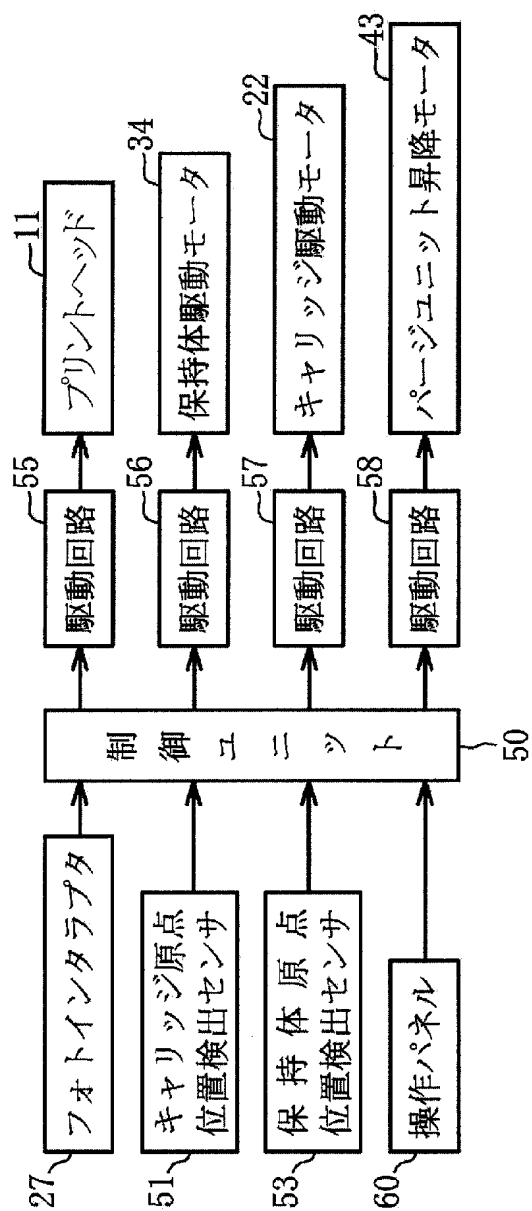 27
フォトインタラプタ
51
キャリッジ原点
位置検出センサ
53
保持体原点
位置検出センサ
60
操作パネル
制御ユニット
50
55
駆動回路
56
駆動回路
57
駆動回路
58
駆動回路
11
プリントヘッド
34
保持体駆動モータ
22
キャリッジ駆動モータ
43
パージユニット昇降モータ